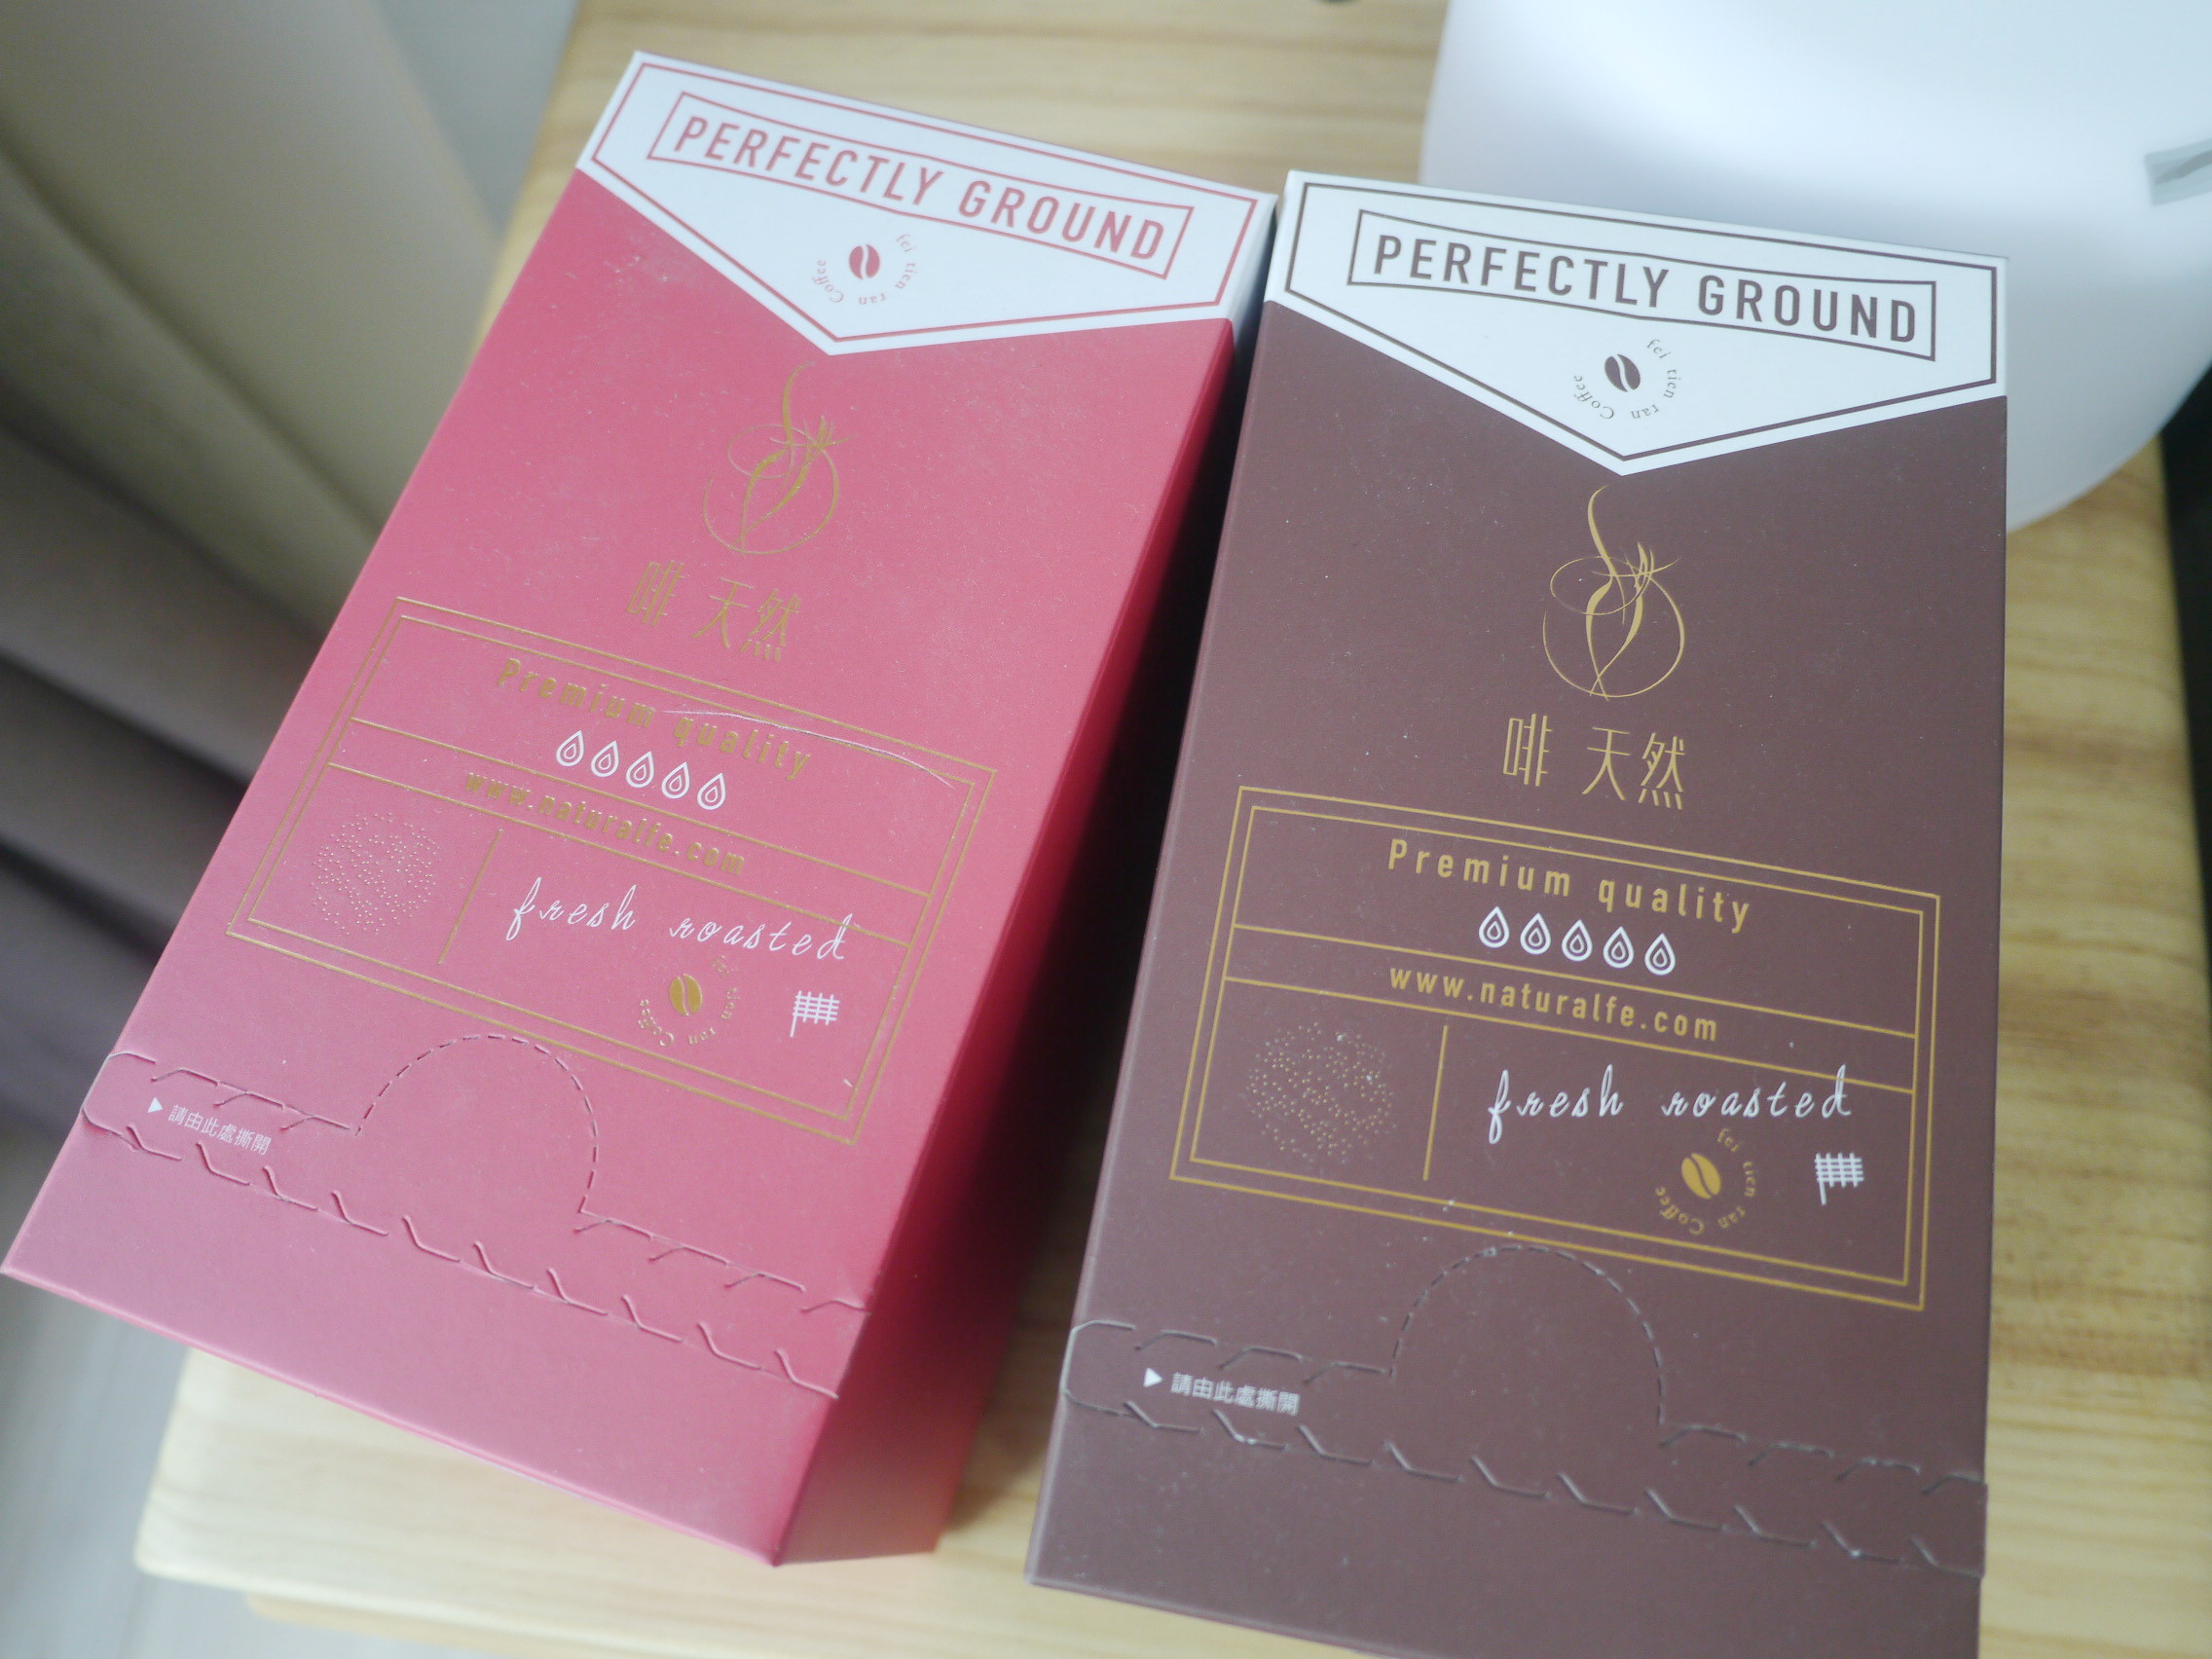 PERFECTLY GROUND
fei tien ran Coffee
啡 天然
Premium quality
www.naturalfe.com
fresh roasted
fei tien ran Coffee
請由此處撕開
PERFECTLY GROUND
fei tien ran Coffee
啡 天然
Premium quality
www.naturalfe.com
fresh roasted
fei tien ran Coffee
請由此處撕開